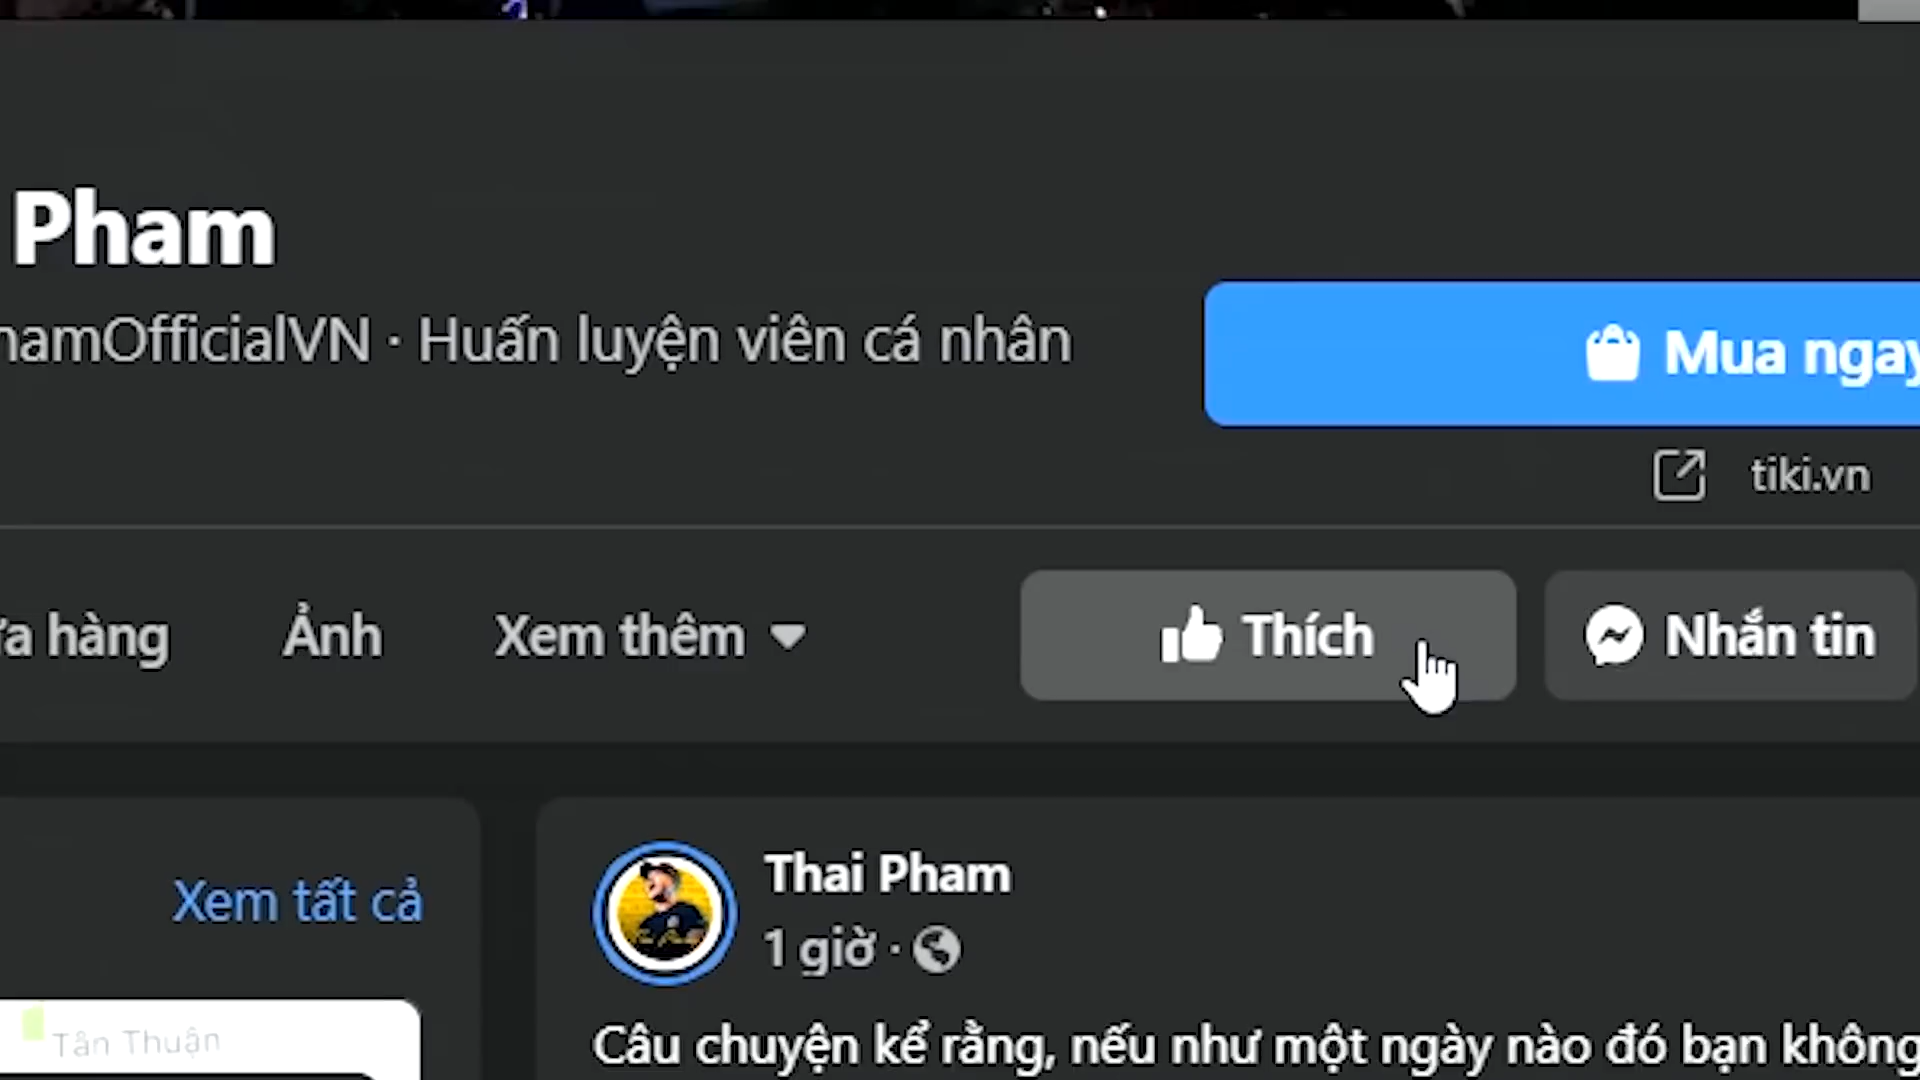 Pham
hamOfficialVN · Huấn luyện viên cá nhân
Mua ngay
tiki.vn
a hàng
Ảnh
Xem thêm
Thích
Nhắn tin
Xem tất cả
Thai Pham
1 giờ ·
Tân Thuận
Câu chuyện kể rằng, nếu như một ngày nào đó bạn không